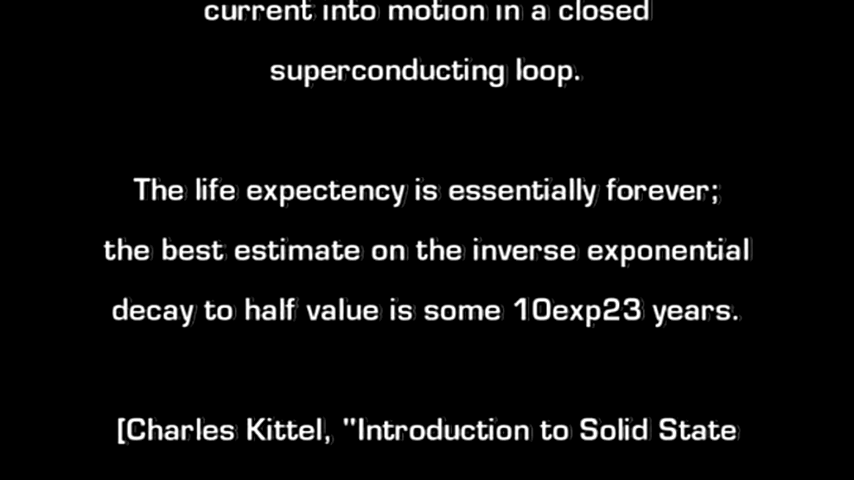 current into motion in a closed
superconducting loop.
The life expectency is essentially forever;
the best estimate on the inverse exponential
decay to half value is some 10exp23 years.
[Charles Kittel, "Introduction to Solid State